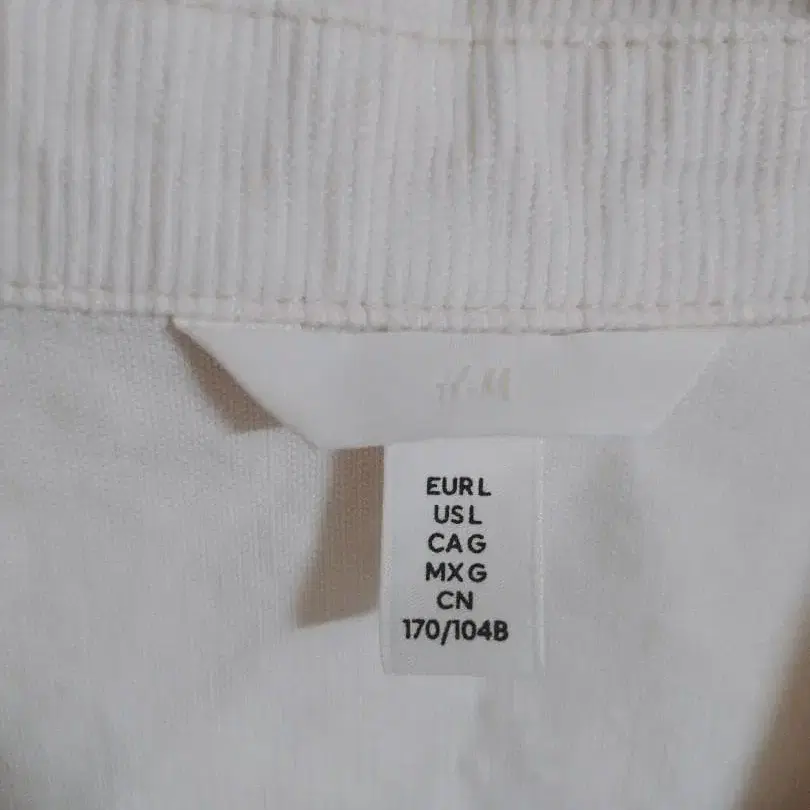 H&M
EUR L
US L
CA G
MX G
CN
170/104B